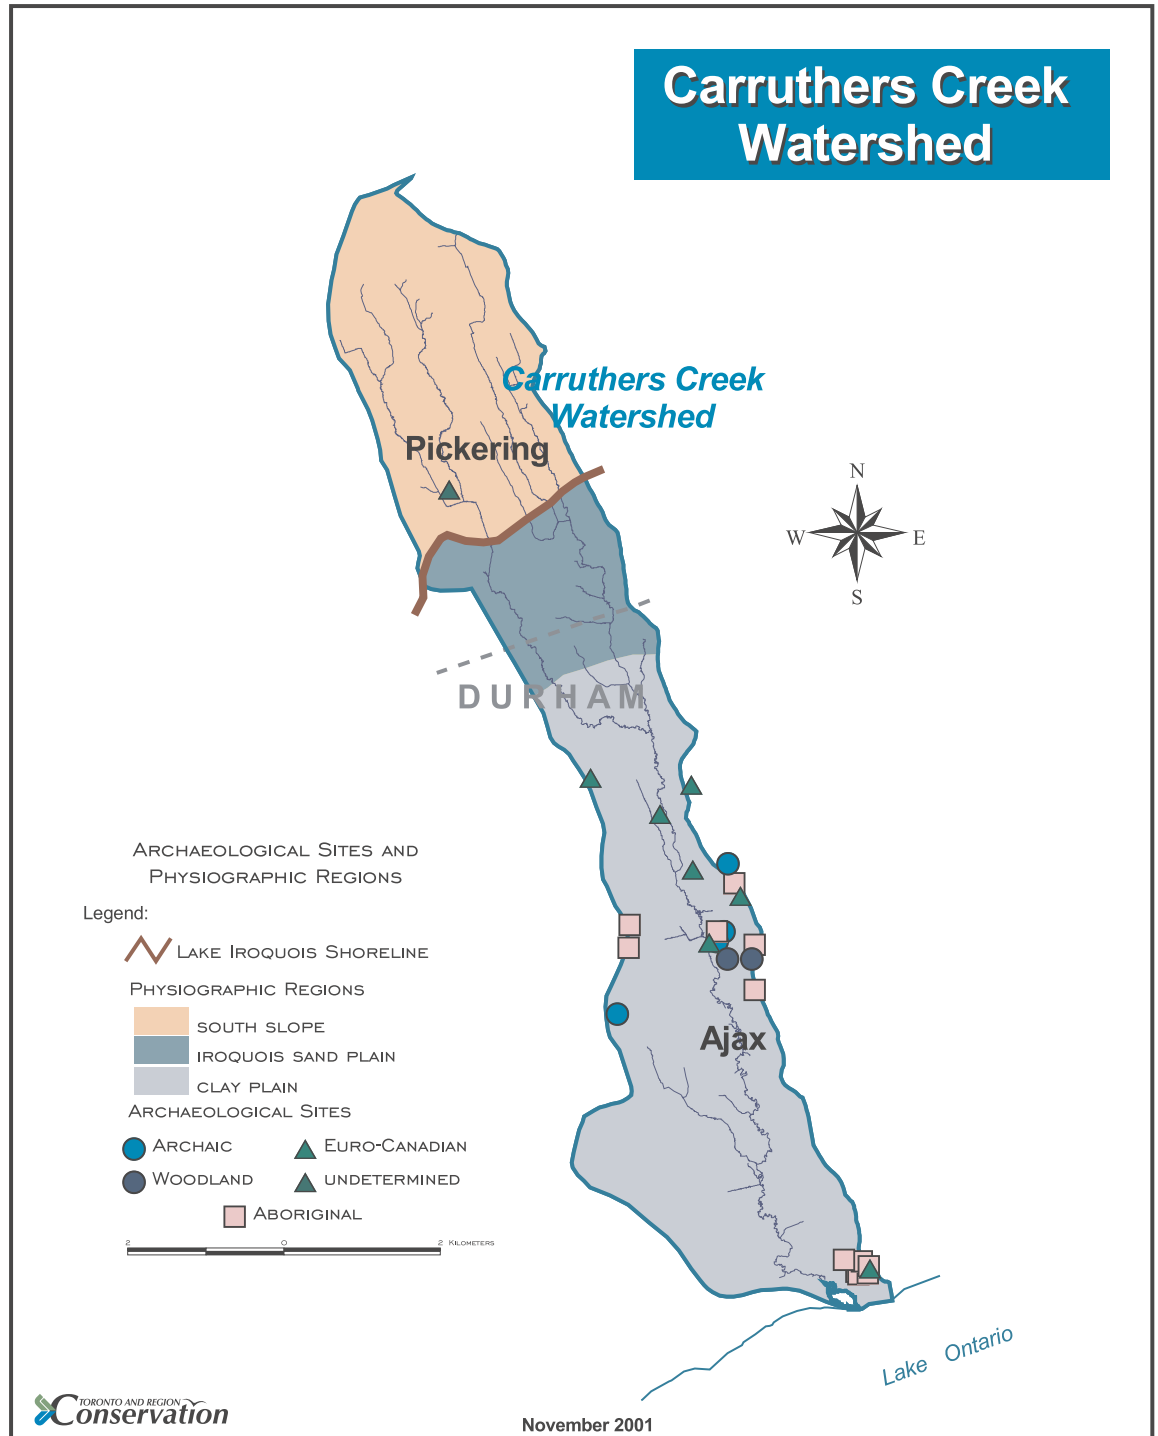 Carruthers Creek
Watershed
Carruthers Creek
Watershed
Pickering
N
W
E
S
DURHAM
Archaeological Sites and
Physiographic Regions
Legend:
Lake Iroquois Shoreline
Physiographic Regions
south slope
iroquois sand plain
clay plain
Archaeological Sites
Archaic
Euro-Canadian
Woodland
undetermined
Aboriginal
2 0 2 Kilometers
Ajax
Lake Ontario
TORONTO AND REGION
Conservation
November 2001